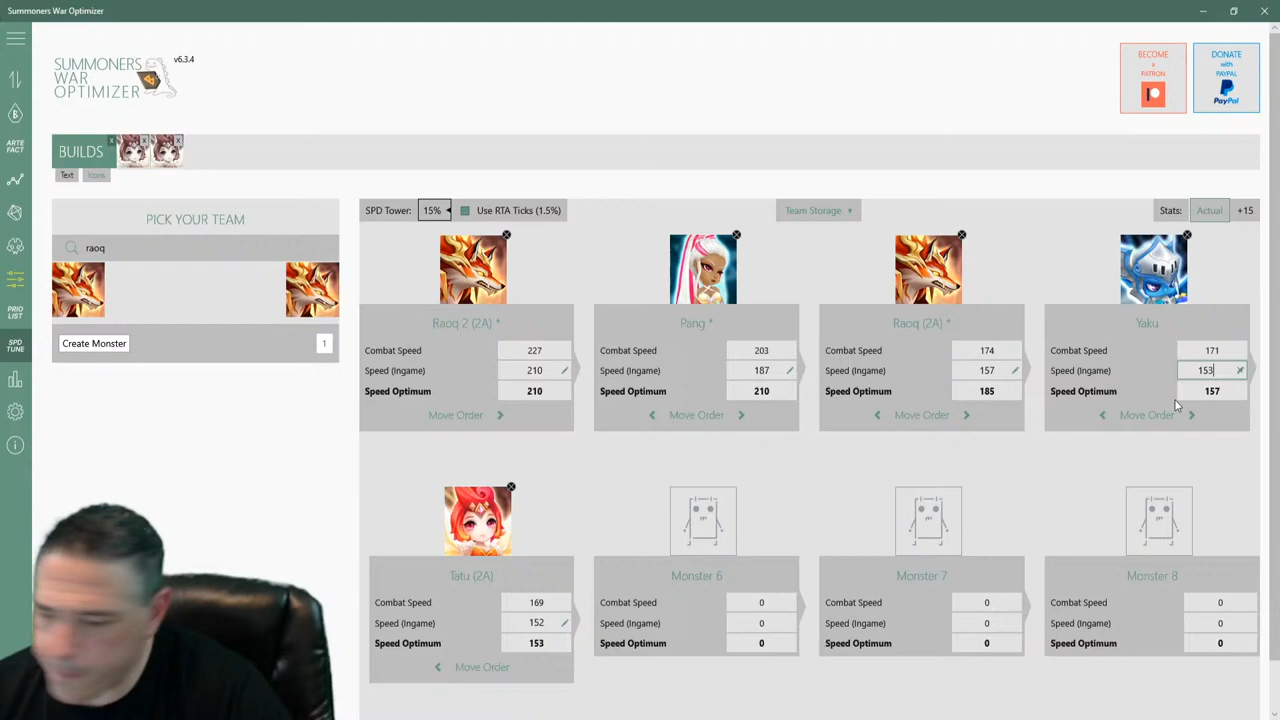 Summoners War Optimizer
SUMMONERS
WAR
OPTIMIZER
v6.3.4
BECOME
a
PATRON
DONATE
with
PAYPAL
PayPal
BUILDS
x
x
x
Text
Icons
ARTE
FACT
PRIO
LIST
SPD
TUNE
PICK YOUR TEAM
raoq
Create Monster
1
SPD Tower: 15% Use RTA Ticks (1.5%)
Team Storage
Stats: Actual +15
Raoq 2 (2A) *
Combat Speed 227
Speed (Ingame) 210
Speed Optimum 210
Move Order
Pang *
Combat Speed 203
Speed (Ingame) 187
Speed Optimum 210
Move Order
Raoq (2A) *
Combat Speed 174
Speed (Ingame) 157
Speed Optimum 185
Move Order
Yaku
Combat Speed 171
Speed (Ingame) 153
Speed Optimum 157
Move Order
Tatu (2A)
Combat Speed 169
Speed (Ingame) 152
Speed Optimum 153
Move Order
Monster 6
Combat Speed 0
Speed (Ingame) 0
Speed Optimum 0
Monster 7
Combat Speed 0
Speed (Ingame) 0
Speed Optimum 0
Monster 8
Combat Speed 0
Speed (Ingame) 0
Speed Optimum 0